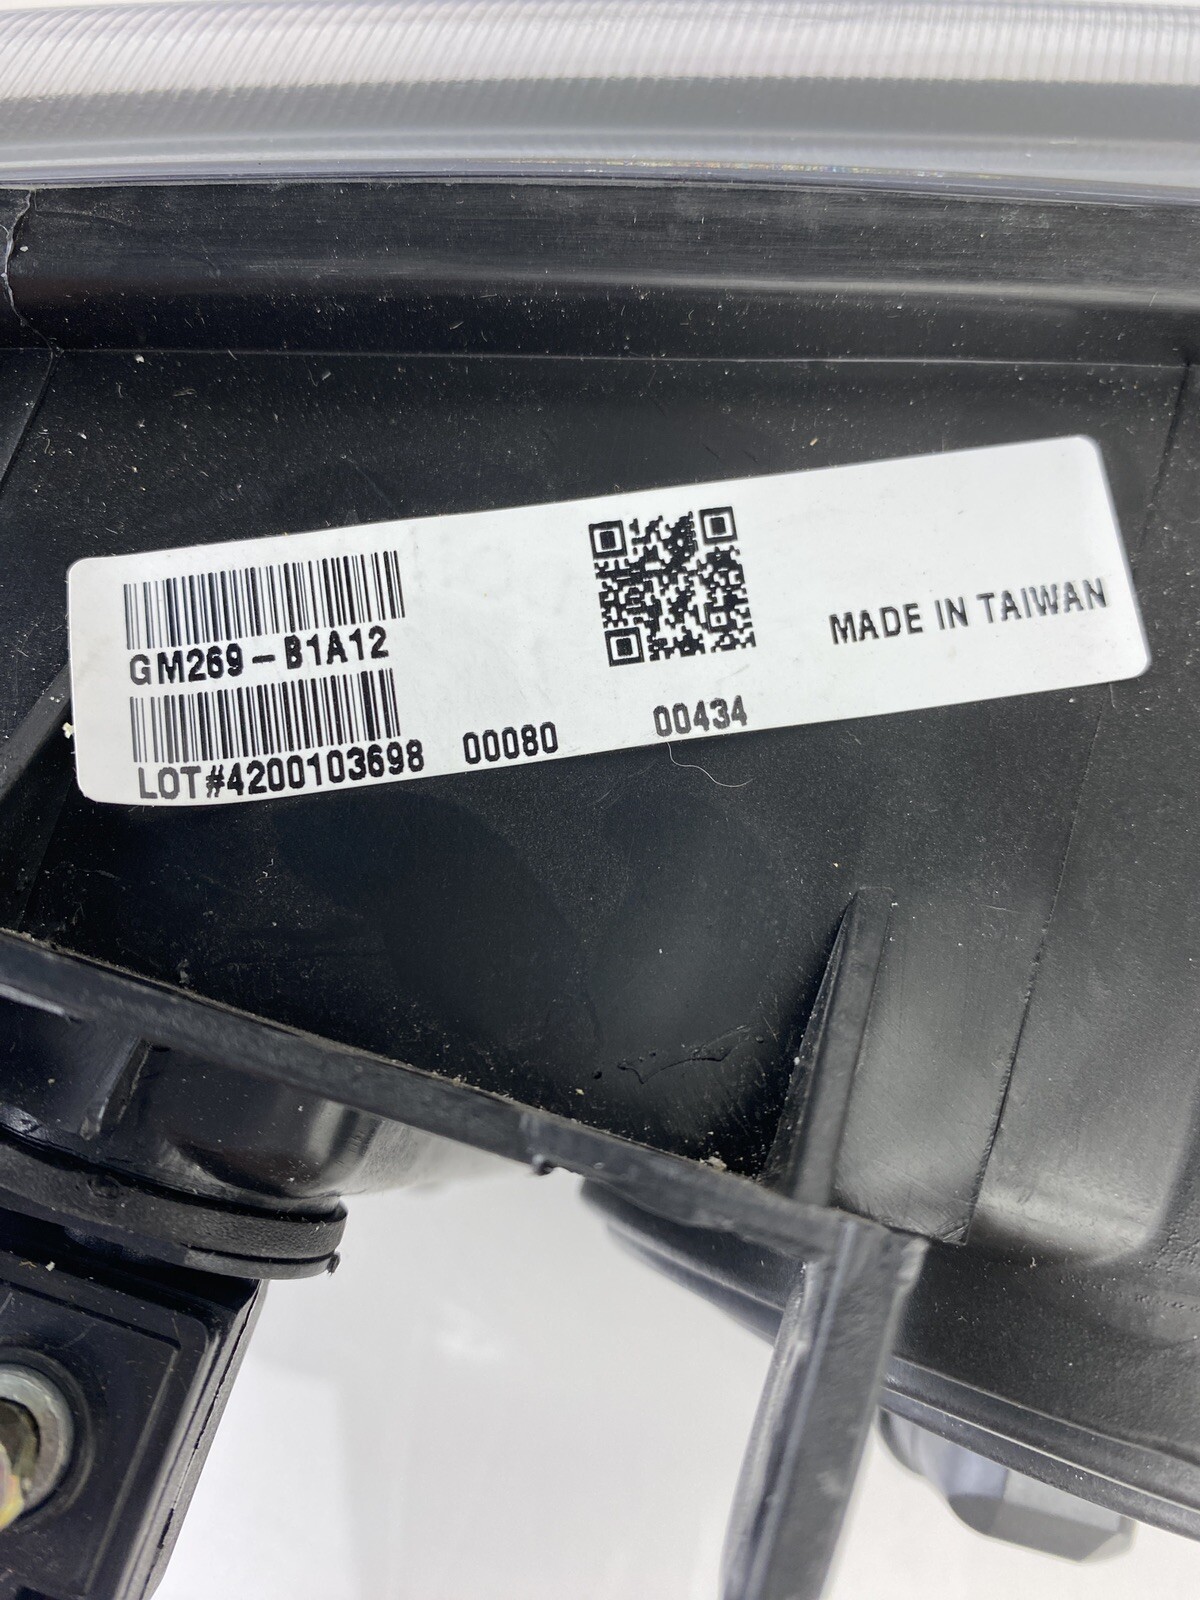 GM269-B1A12
LOT#4200103698 00080 00434
MADE IN TAIWAN